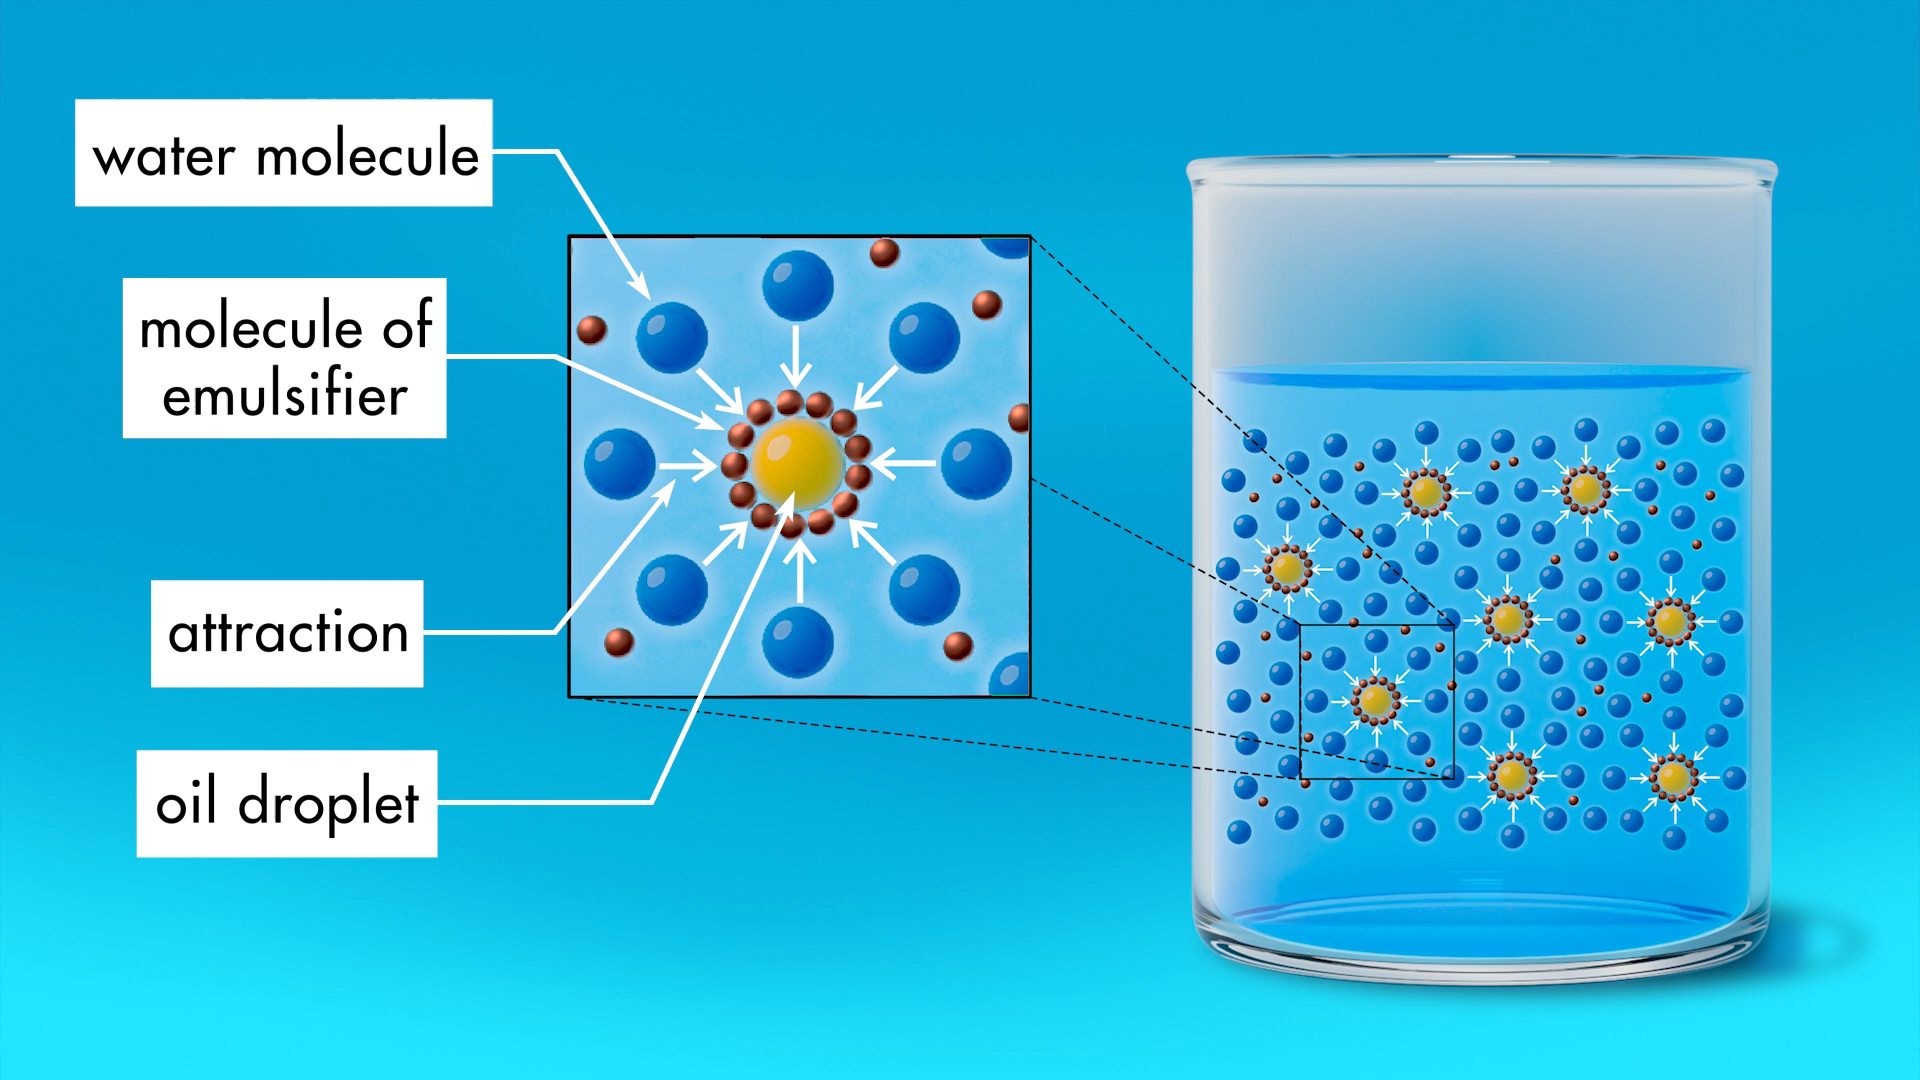 water molecule
molecule of
emulsifier
attraction
oil droplet